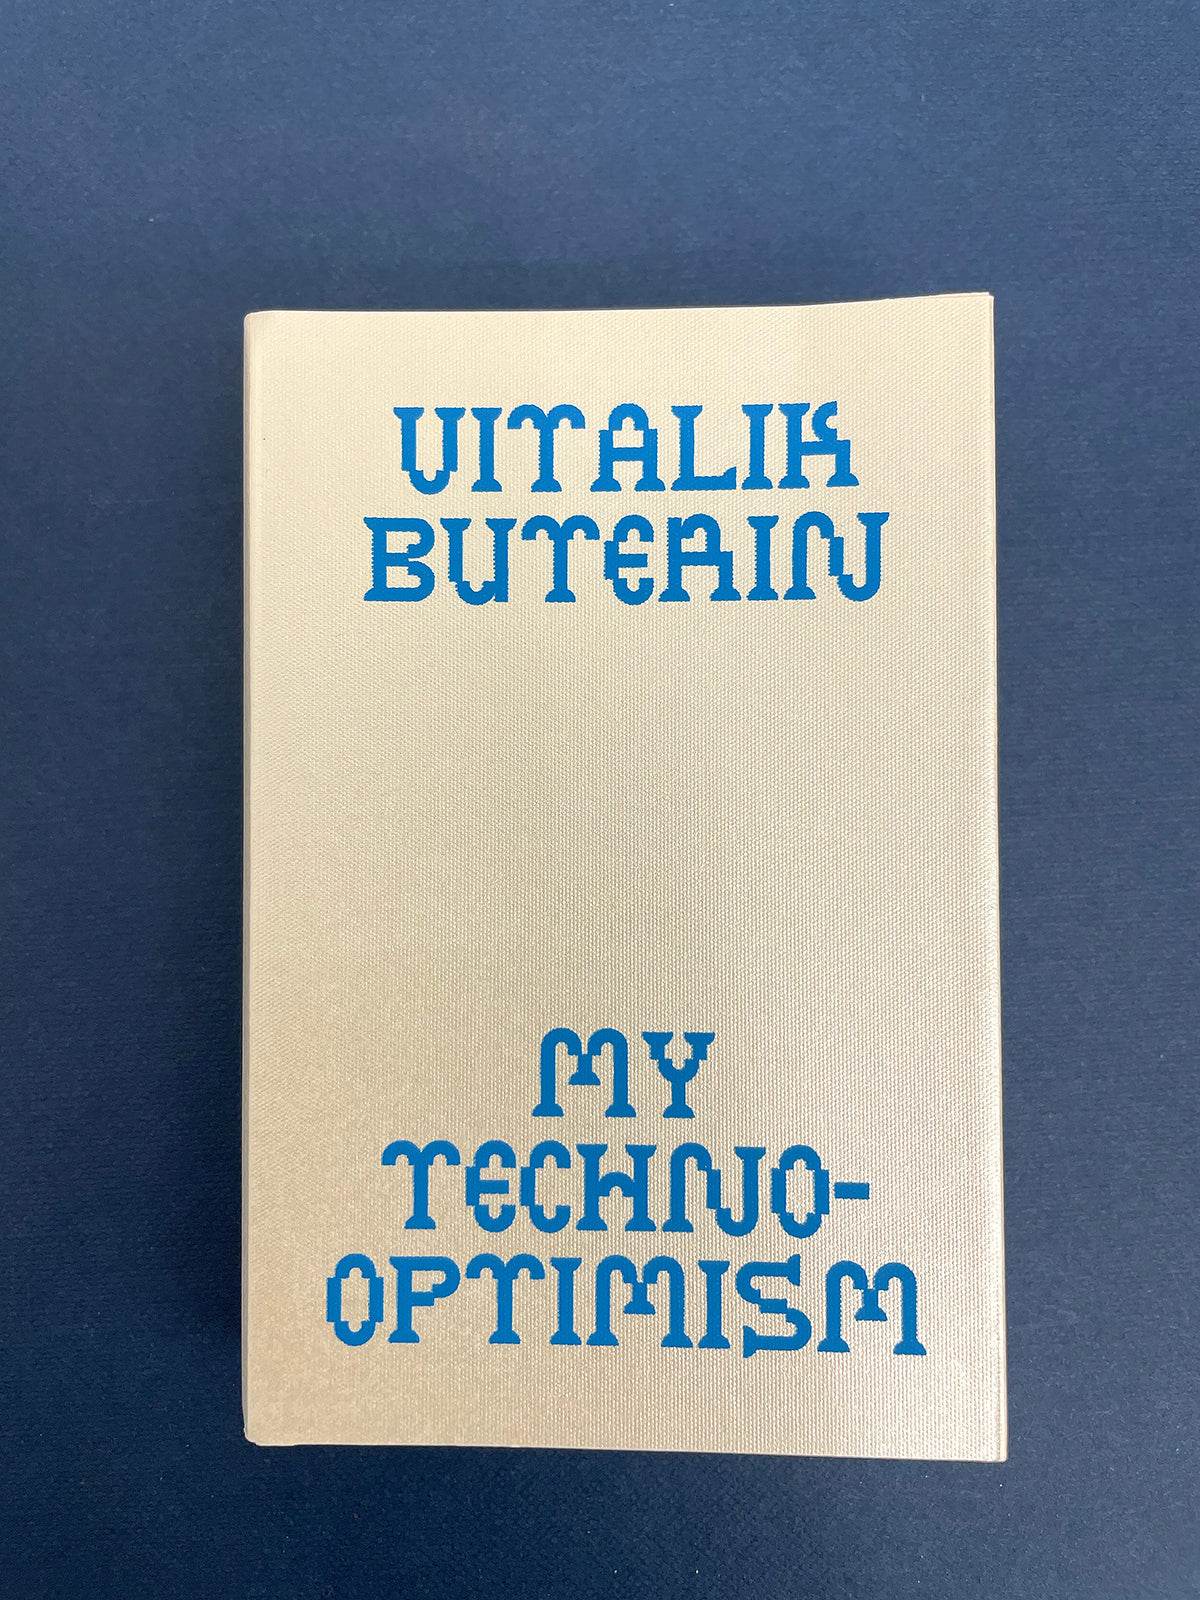 VITALIK
BUTERIN
MY
TECHNO-
OPTIMISM